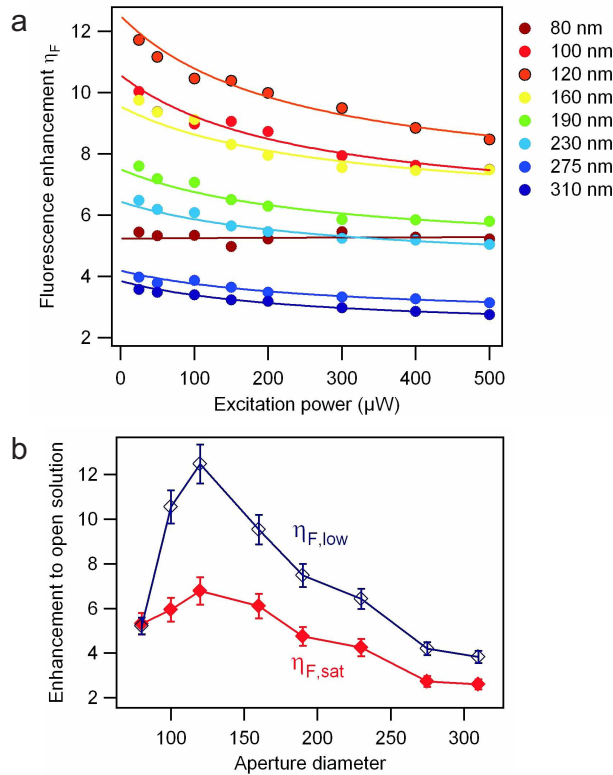 a
Fluorescence enhancement ηF
12
10
8
6
4
2
0
100
200
300
400
500
Excitation power (µW)
80 nm
100 nm
120 nm
160 nm
190 nm
230 nm
275 nm
310 nm
b
Enhancement to open solution
12
10
8
6
4
2
ηF,low
ηF,sat
100
150
200
250
300
Aperture diameter